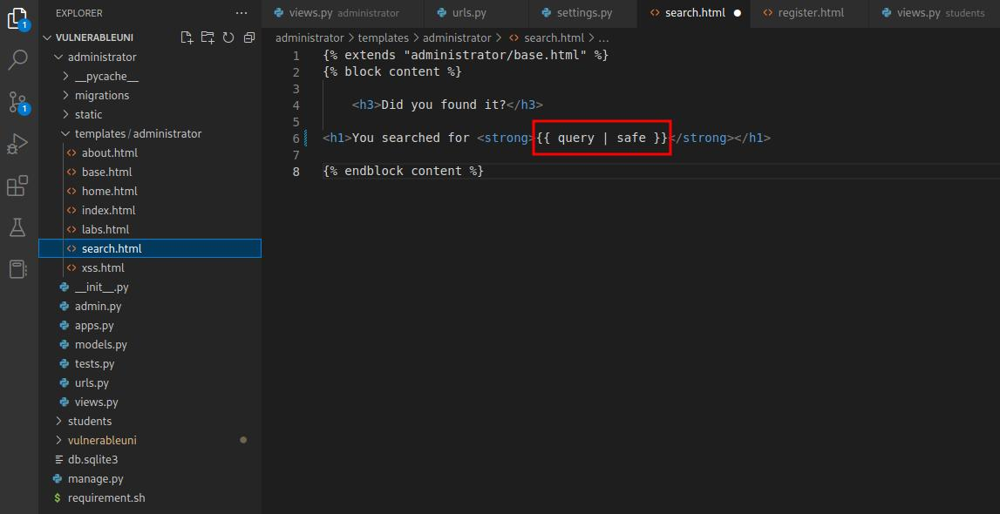 EXPLORER ...
VULNERABLEUNI
administrator
__pycache__
migrations
static
templates / administrator
about.html
base.html
home.html
index.html
labs.html
search.html
xss.html
__init__.py
admin.py
apps.py
models.py
tests.py
urls.py
views.py
students
vulnerableuni
db.sqlite3
manage.py
$ requirement.sh
1
1
views.py administrator urls.py settings.py <> search.html ● <> register.html views.py students
administrator > templates > administrator > <> search.html > ...
1 {% extends "administrator/base.html" %}
2 {% block content %}
3
4 <h3>Did you found it?</h3>
5
6 <h1>You searched for <strong>{{ query | safe }}</strong></h1>
7
8 {% endblock content %}